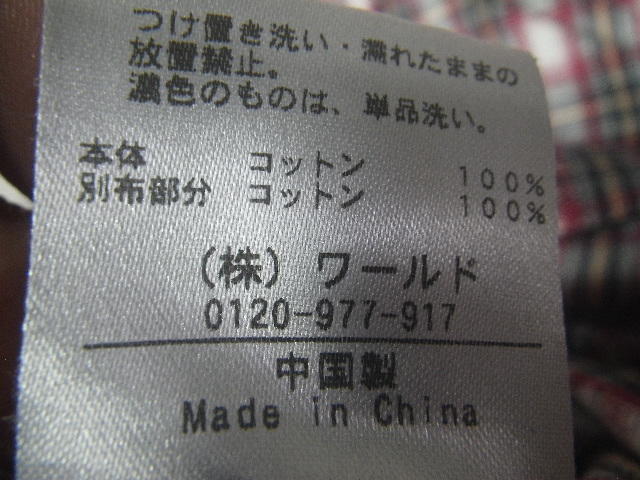 つけ置き洗い・濡れたままの
放置禁止。
濃色のものは、単品洗い。
本体 コットン 100%
別布部分 コットン 100%
(株) ワールド
0120-977-917
中国製
Made in China